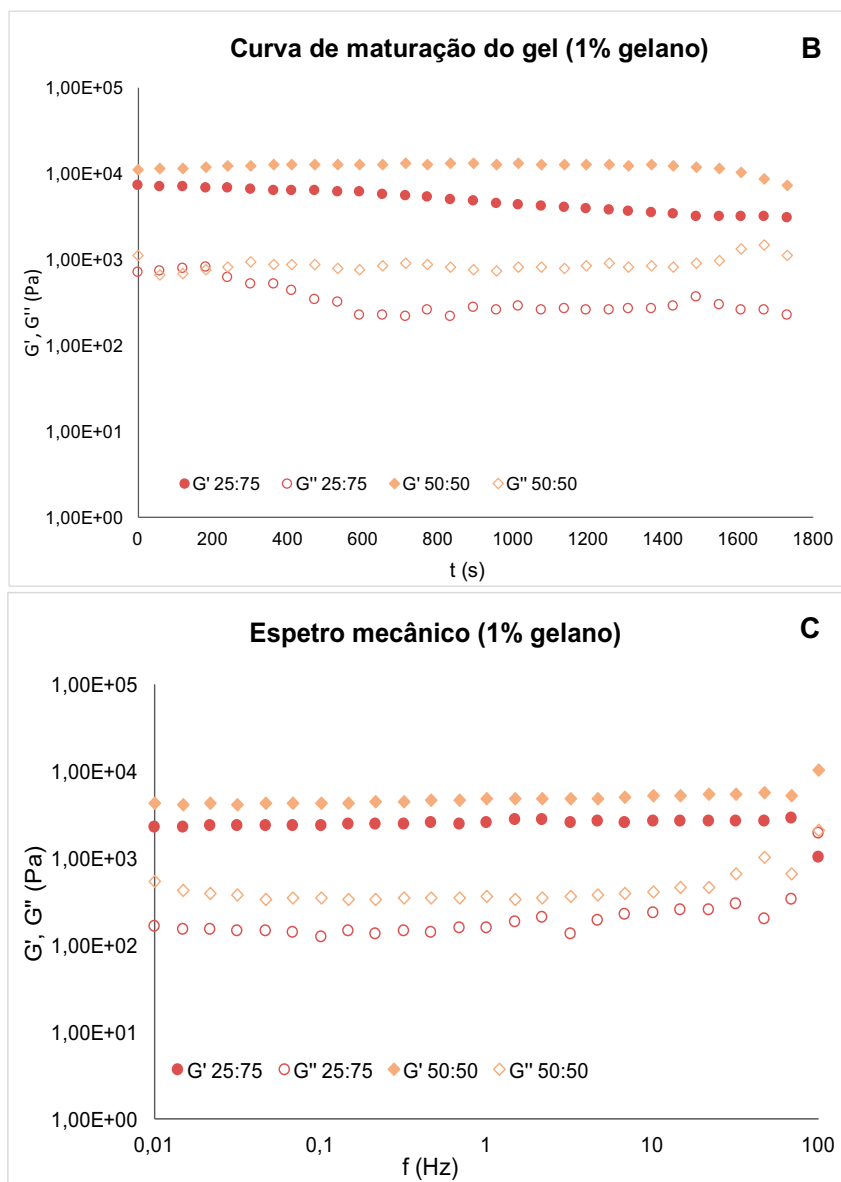 Curva de maturação do gel (1% gelano)
B
1,00E+05
1,00E+04
1,00E+03
1,00E+02
1,00E+01
1,00E+00
G', G'' (Pa)
G' 25:75 G'' 25:75 G' 50:50 G'' 50:50
0 200 400 600 800 1000 1200 1400 1600 1800
t (s)
Espetro mecânico (1% gelano)
C
1,00E+05
1,00E+04
1,00E+03
1,00E+02
1,00E+01
1,00E+00
G', G'' (Pa)
G' 25:75 G'' 25:75 G' 50:50 G'' 50:50
0,01 0,1 1 10 100
f (Hz)